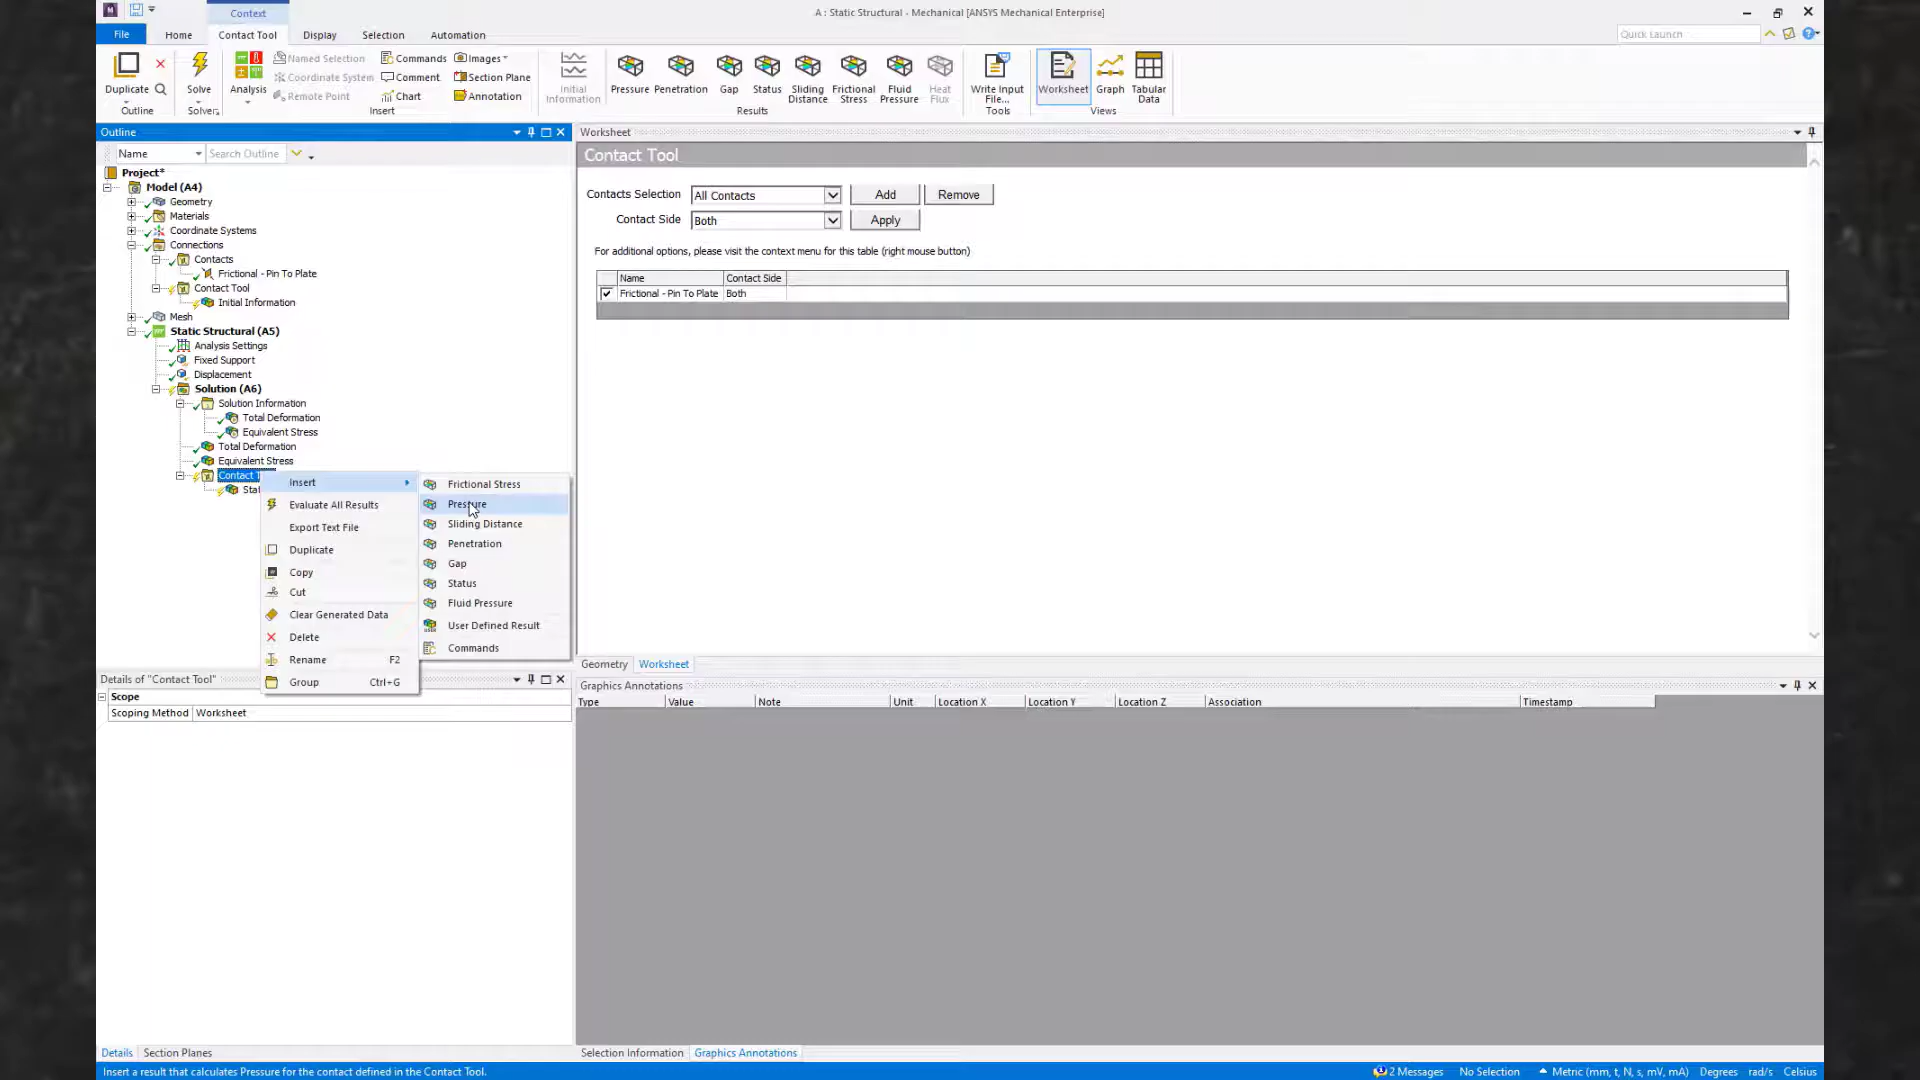 Context
A : Static Structural - Mechanical [ANSYS Mechanical Enterprise]
File Home Contact Tool Display Selection Automation
Quick Launch
Duplicate
Outline
Solve
Solvers
Analysis
Named Selection
Coordinate System
Remote Point
Commands
Comment
Chart
Images
Section Plane
Annotation
Insert
Initial Information
Pressure
Penetration
Gap
Status
Sliding Distance
Frictional Stress
Fluid Pressure
Heat Flux
Results
Write Input File...
Tools
Worksheet
Graph
Tabular Data
Views
Outline
Name Search Outline
Project*
Model (A4)
Geometry
Materials
Coordinate Systems
Connections
Contacts
Frictional - Pin To Plate
Contact Tool
Initial Information
Mesh
Static Structural (A5)
Analysis Settings
Fixed Support
Displacement
Solution (A6)
Solution Information
Total Deformation
Equivalent Stress
Total Deformation
Equivalent Stress
Contact T
Sta
Insert
Evaluate All Results
Export Text File
Duplicate
Copy
Cut
Clear Generated Data
Delete
Rename F2
Group Ctrl+G
Frictional Stress
Pressure
Sliding Distance
Penetration
Gap
Status
Fluid Pressure
User Defined Result
Commands
Details of "Contact Tool"
Scope
Scoping Method Worksheet
Details Section Planes
Worksheet
Contact Tool
Contacts Selection All Contacts Add Remove
Contact Side Both Apply
For additional options, please visit the context menu for this table (right mouse button)
Name Contact Side
Frictional - Pin To Plate Both
Geometry Worksheet
Graphics Annotations
Type Value Note Unit Location X Location Y Location Z Association Timestamp
Selection Information Graphics Annotations
Insert a result that calculates Pressure for the contact defined in the Contact Tool.
2 Messages No Selection Metric (mm, t, N, s, mV, mA) Degrees rad/s Celsius